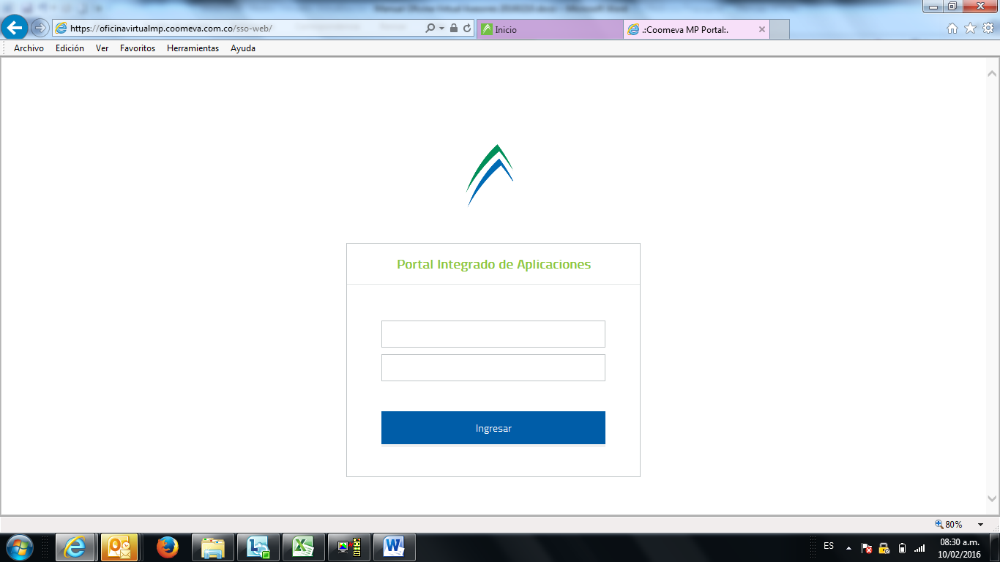 https://oficinavirtualmp.coomeva.com.co/sso-web/
Inicio
.:Coomeva MP Portal:.
Archivo Edición Ver Favoritos Herramientas Ayuda
Portal Integrado de Aplicaciones
Ingresar
80%
ES
08:30 a.m.
10/02/2016